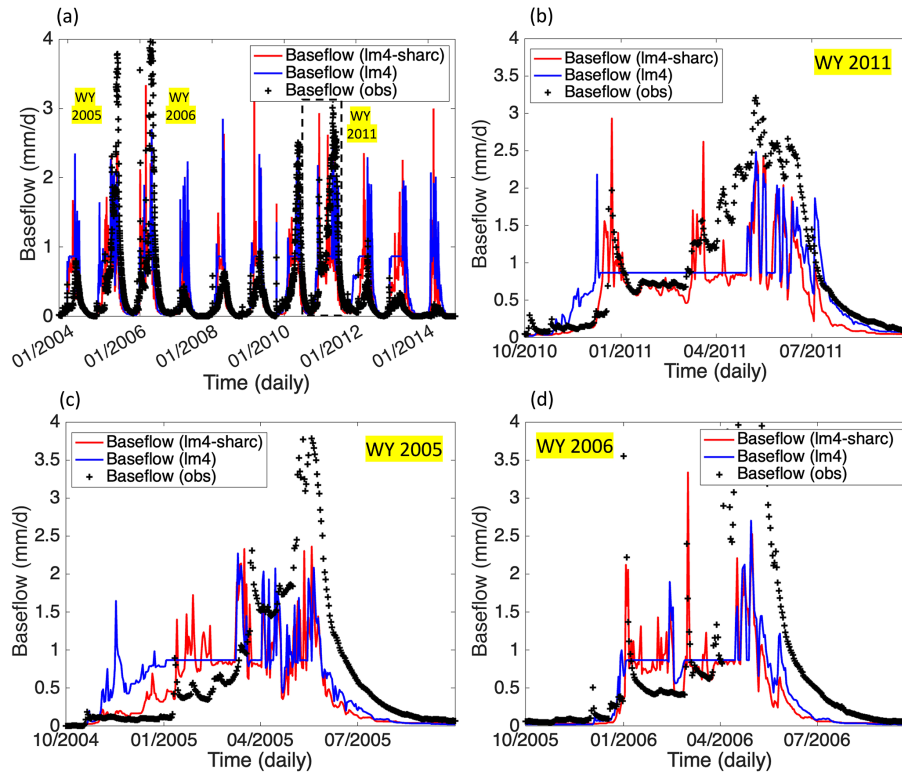 (a)
4
3
2
1
0
Baseflow (mm/d)
Baseflow (lm4-sharc)
Baseflow (lm4)
Baseflow (obs)
WY
2005
WY
2006
WY
2011
01/2004
01/2006
01/2008
01/2010
01/2012
01/2014
Time (daily)
(b)
4
3.5
3
2.5
2
1.5
1
0.5
0
Baseflow (mm/d)
Baseflow (lm4-sharc)
Baseflow (lm4)
Baseflow (obs)
WY 2011
10/2010
01/2011
04/2011
07/2011
Time (daily)
(c)
4
3.5
3
2.5
2
1.5
1
0.5
0
Baseflow (mm/d)
Baseflow (lm4-sharc)
Baseflow (lm4)
Baseflow (obs)
WY 2005
10/2004
01/2005
04/2005
07/2005
Time (daily)
(d)
4
3.5
3
2.5
2
1.5
1
0.5
0
Baseflow (mm/d)
WY 2006
Baseflow (lm4-sharc)
Baseflow (lm4)
Baseflow (obs)
10/2005
01/2006
04/2006
07/2006
Time (daily)